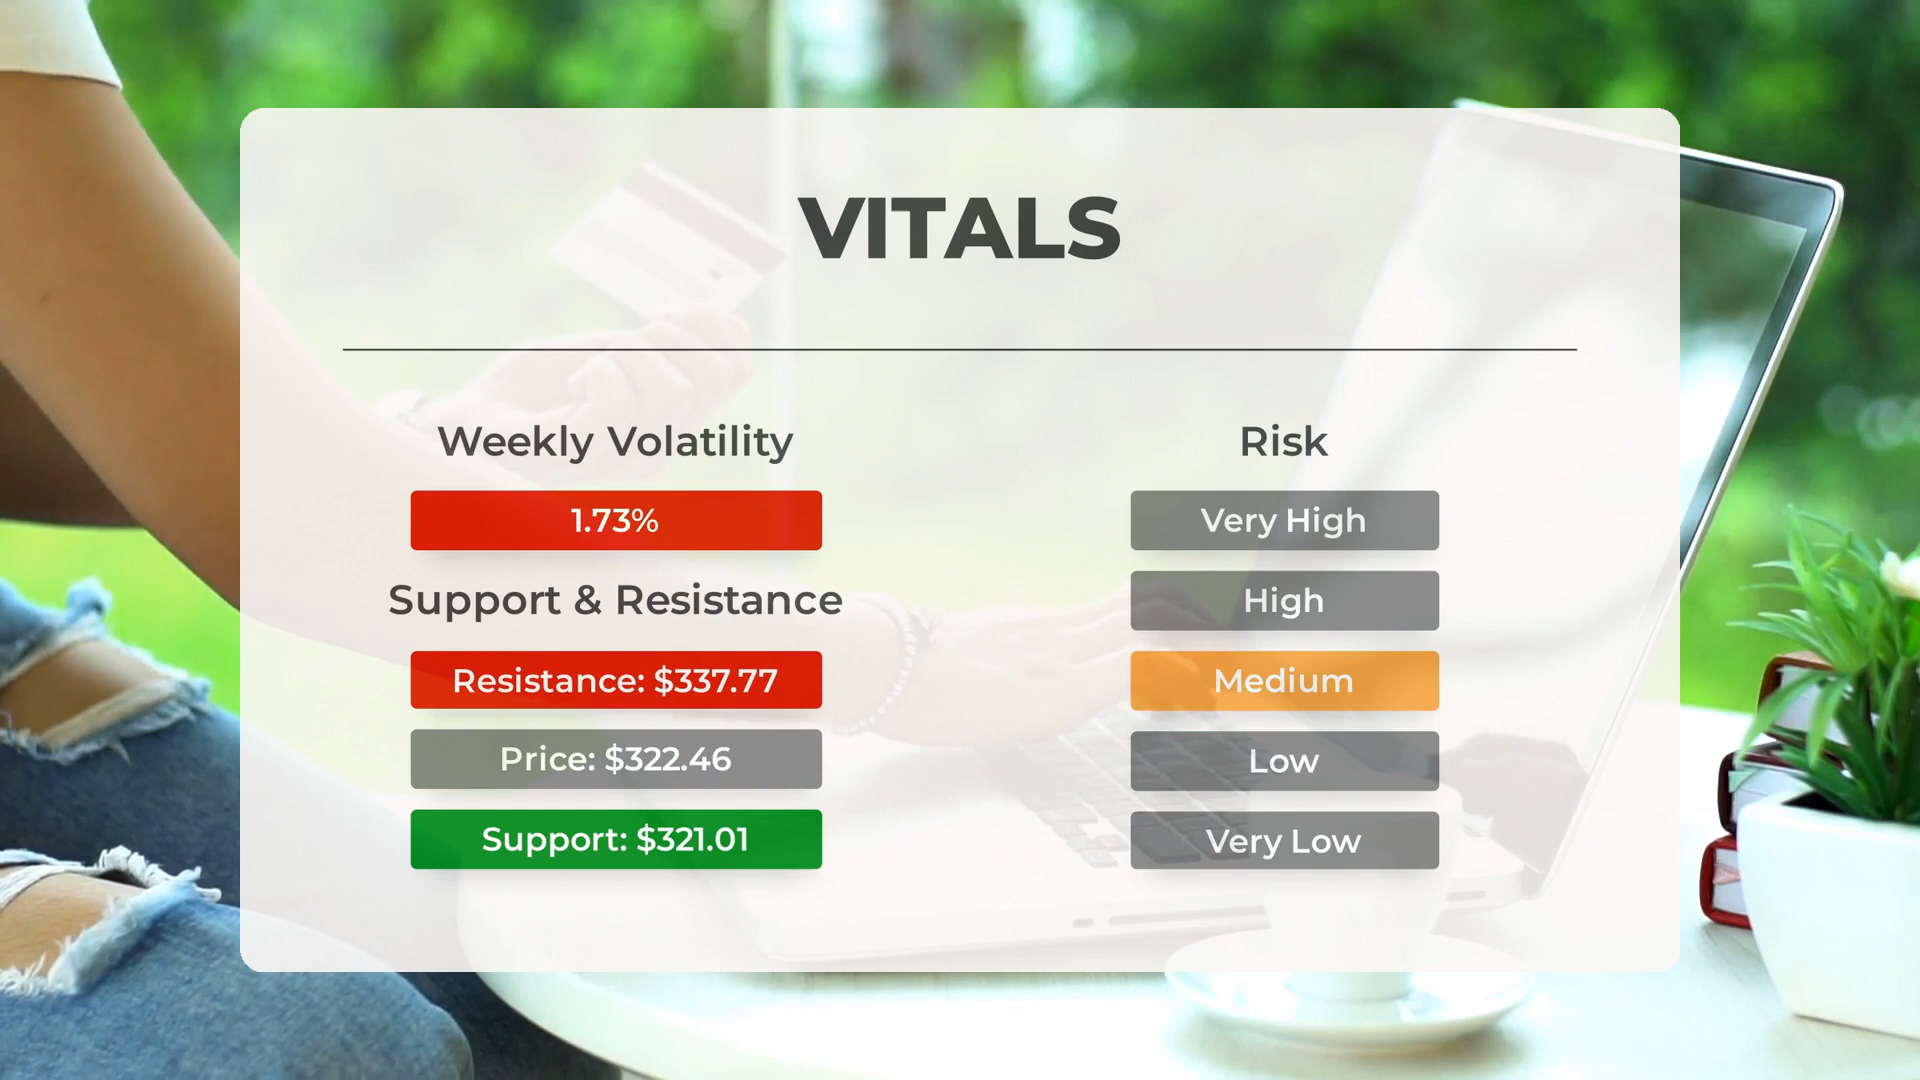 VITALS
Weekly Volatility
1.73%
Support & Resistance
Resistance: $337.77
Price: $322.46
Support: $321.01
Risk
Very High
High
Medium
Low
Very Low